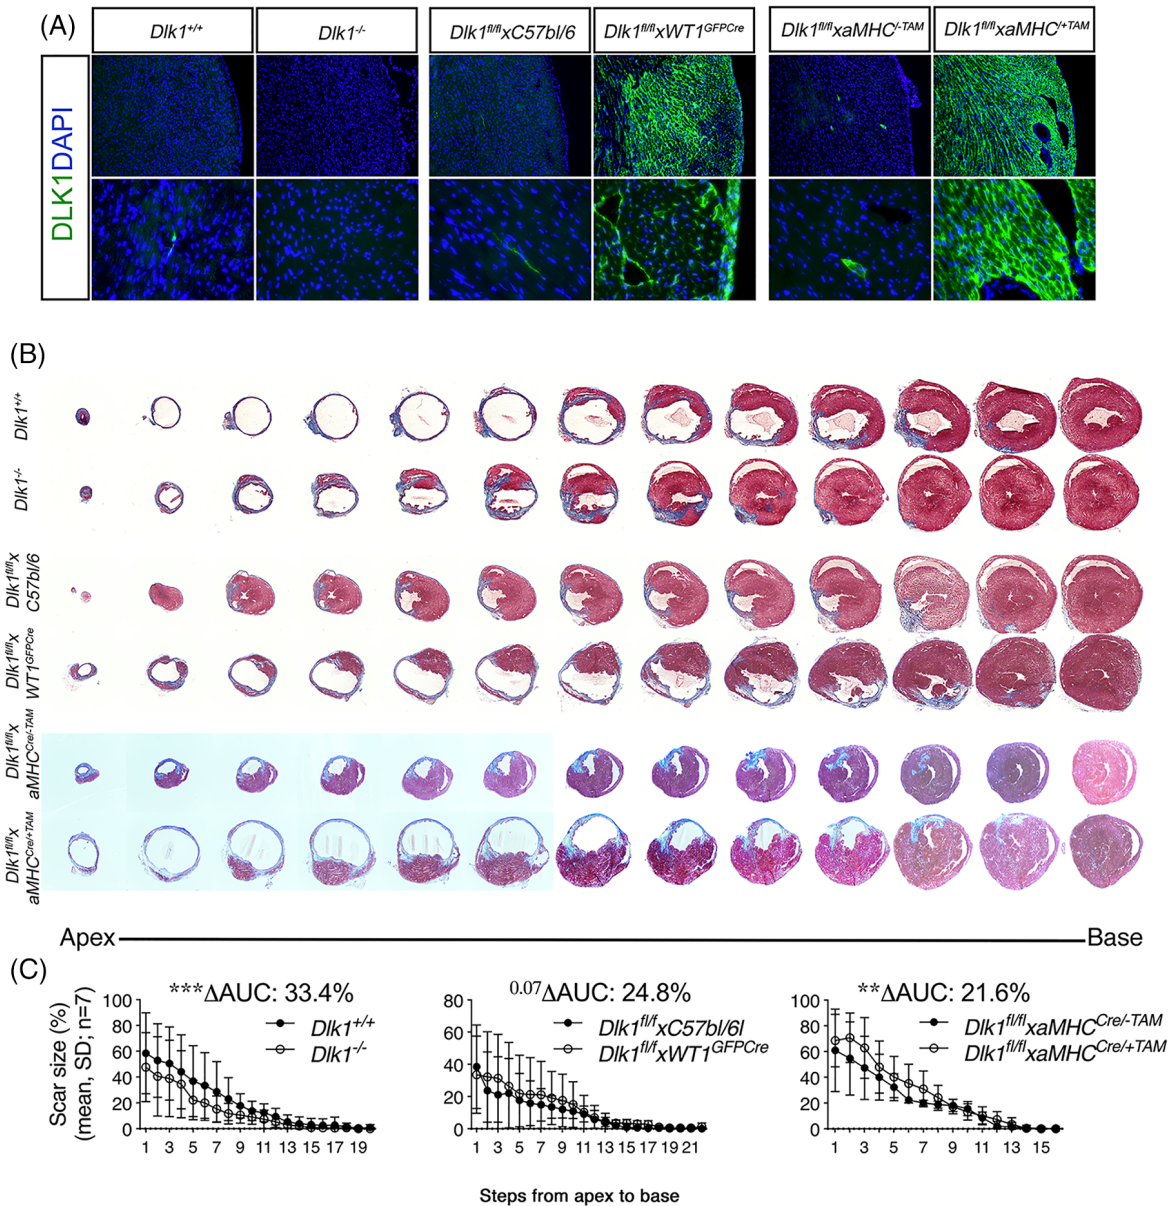 (A)
Dlk1+/+
Dlk1-/-
Dlk1fl/flxC57bl/6
Dlk1fl/flxWT1GFPCre
Dlk1fl/flxaMHC/-TAM
Dlk1fl/flxaMHC/+TAM
DLK1DAPI
(B)
Dlk1+/+
Dlk1-/-
Dlk1fl/flx
C57bl/6
Dlk1fl/flx
WT1GFPCre
Dlk1fl/flx
aMHCCre/-TAM
Dlk1fl/flx
aMHCCre/+TAM
Apex
Base
(C)
Scar size (%)
(mean, SD; n=7)
***ΔAUC: 33.4%
Dlk1+/+
Dlk1-/-
100
80
60
40
20
0
1 3 5 7 9 11 13 15 17 19
0.07ΔAUC: 24.8%
Dlk1fl/fxC57bl/6l
Dlk1fl/fxWT1GFPCre
80
60
40
20
0
1 3 5 7 9 11 13 15 17 19 21
**ΔAUC: 21.6%
Dlk1fl/flxaMHCCre/-TAM
Dlk1fl/flxaMHCCre/+TAM
100
80
60
40
20
0
1 3 5 7 9 11 13 15
Steps from apex to base